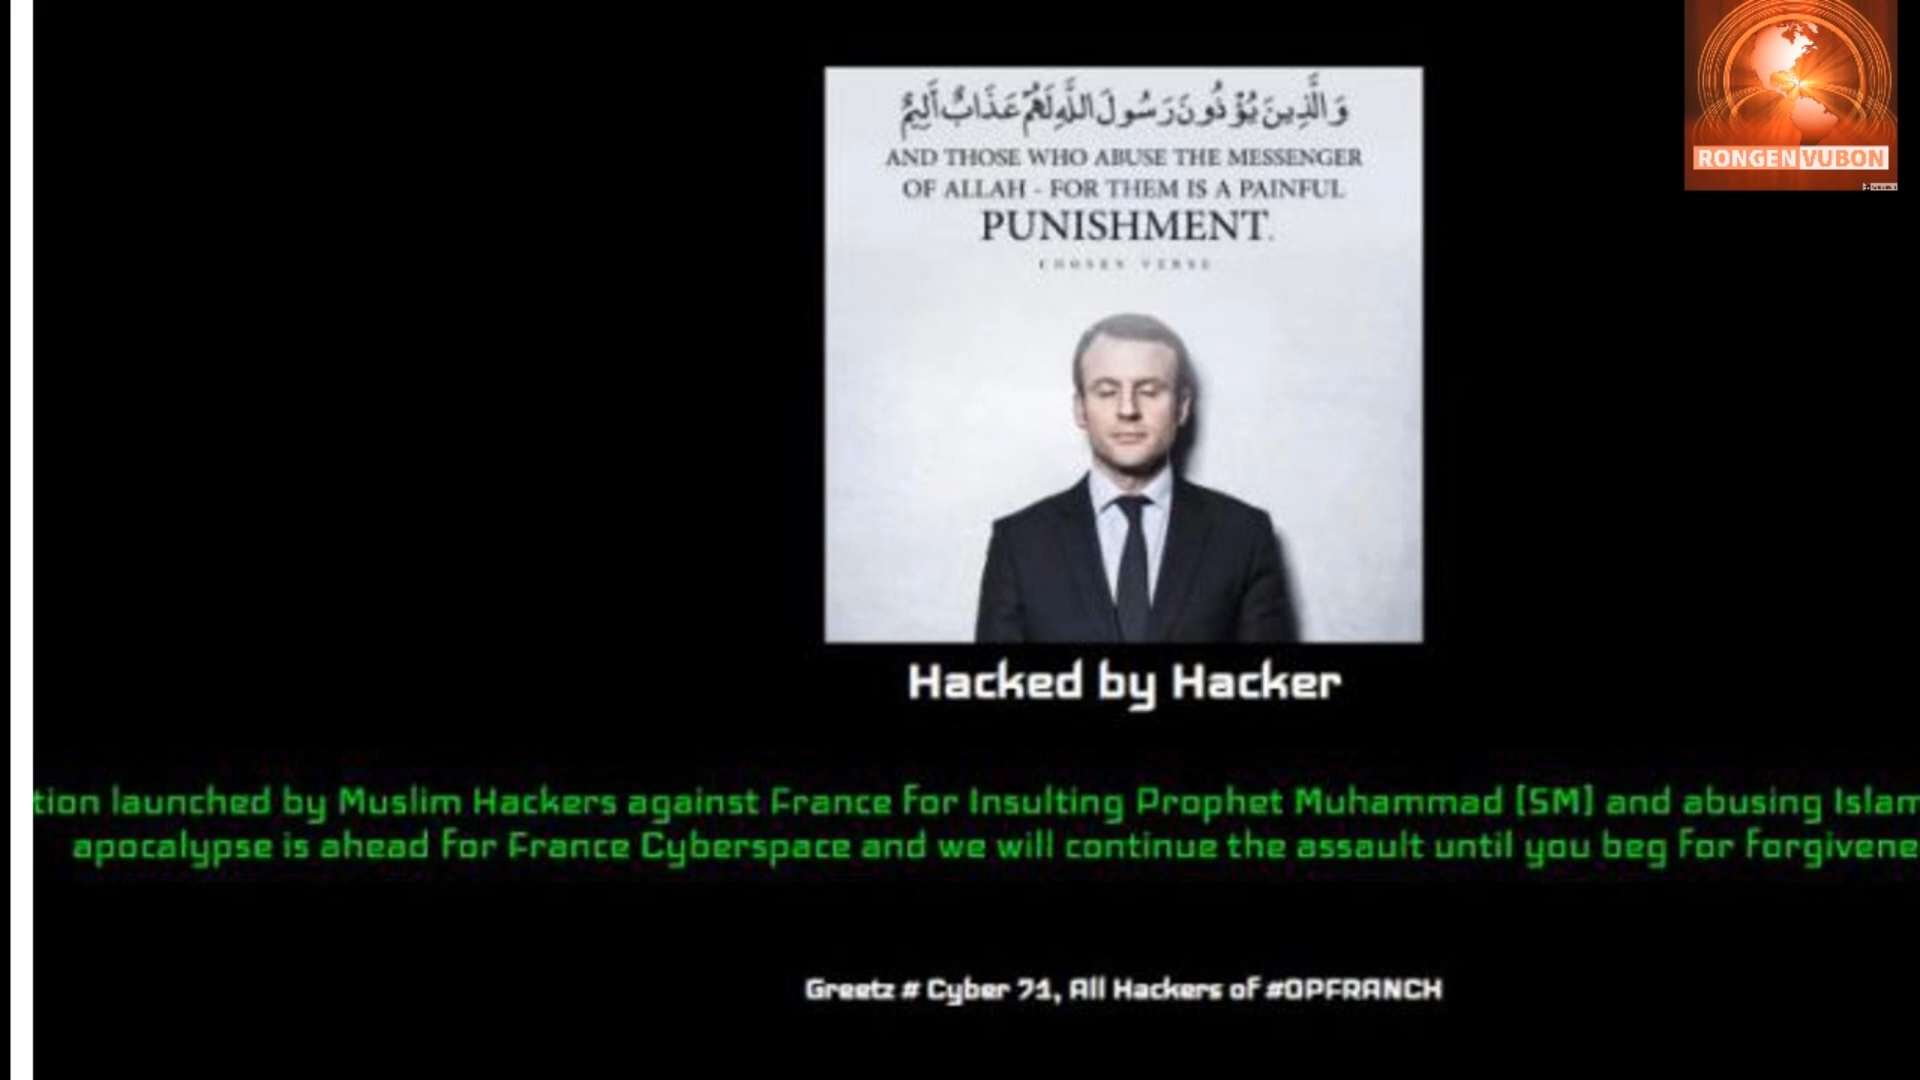 وَالَّذِينَ يُؤْذُونَ رَسُولَ اللَّهِ لَهُمْ عَذَابٌ أَلِيمٌ
AND THOSE WHO ABUSE THE MESSENGER
OF ALLAH - FOR THEM IS A PAINFUL
PUNISHMENT.
CHOSEN VERSE
RONGEN VUBON
Hacked by Hacker
tion launched by Muslim Hackers against France for Insulting Prophet Muhammad [SM] and abusing Islam
apocalypse is ahead for France Cyberspace and we will continue the assault until you beg for forgivene
Greetz # Cyber 71, All Hackers of #OPFRANCH